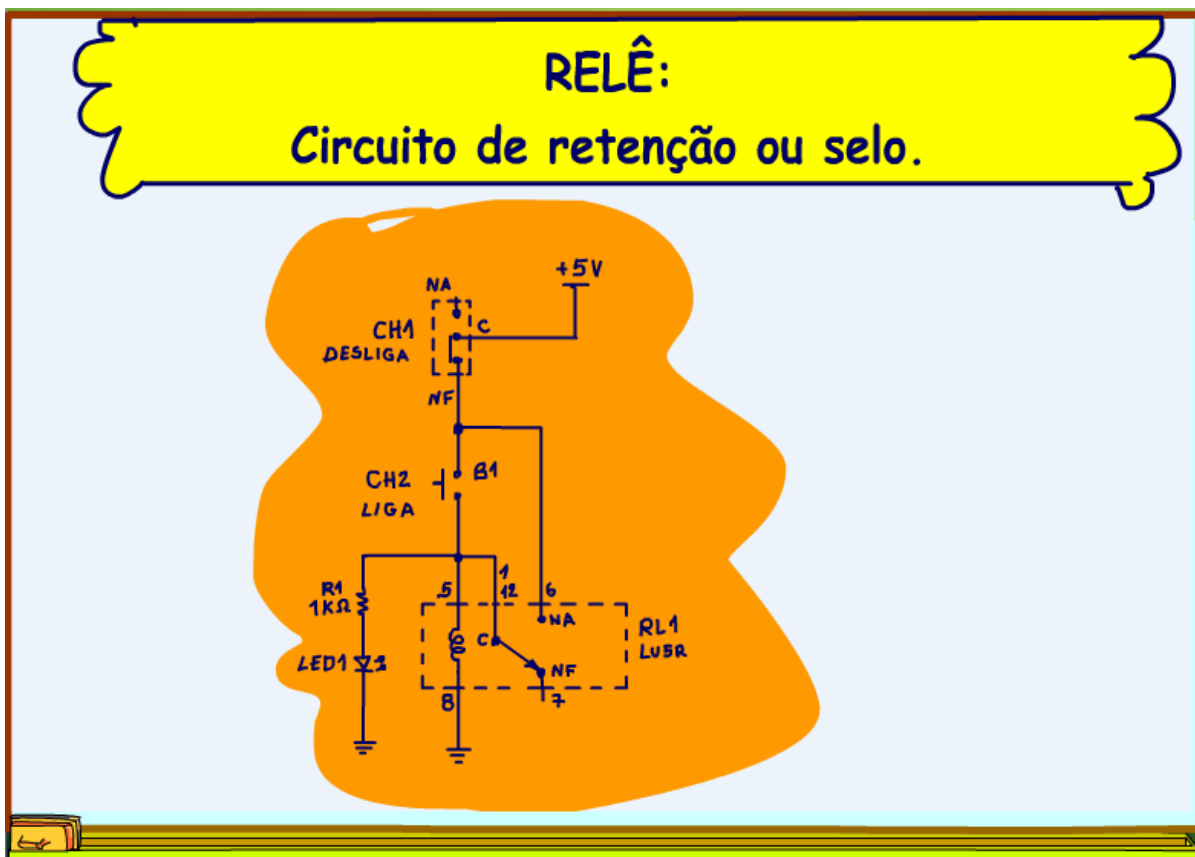 RELÊ:
Circuito de retenção ou selo.
+5V
NA
CH1
C
DESLIGA
NF
CH2
B1
LIGA
R1
1KΩ
5
1
12
6
NA
RL1
LU5R
C
LED1
NF
8
7